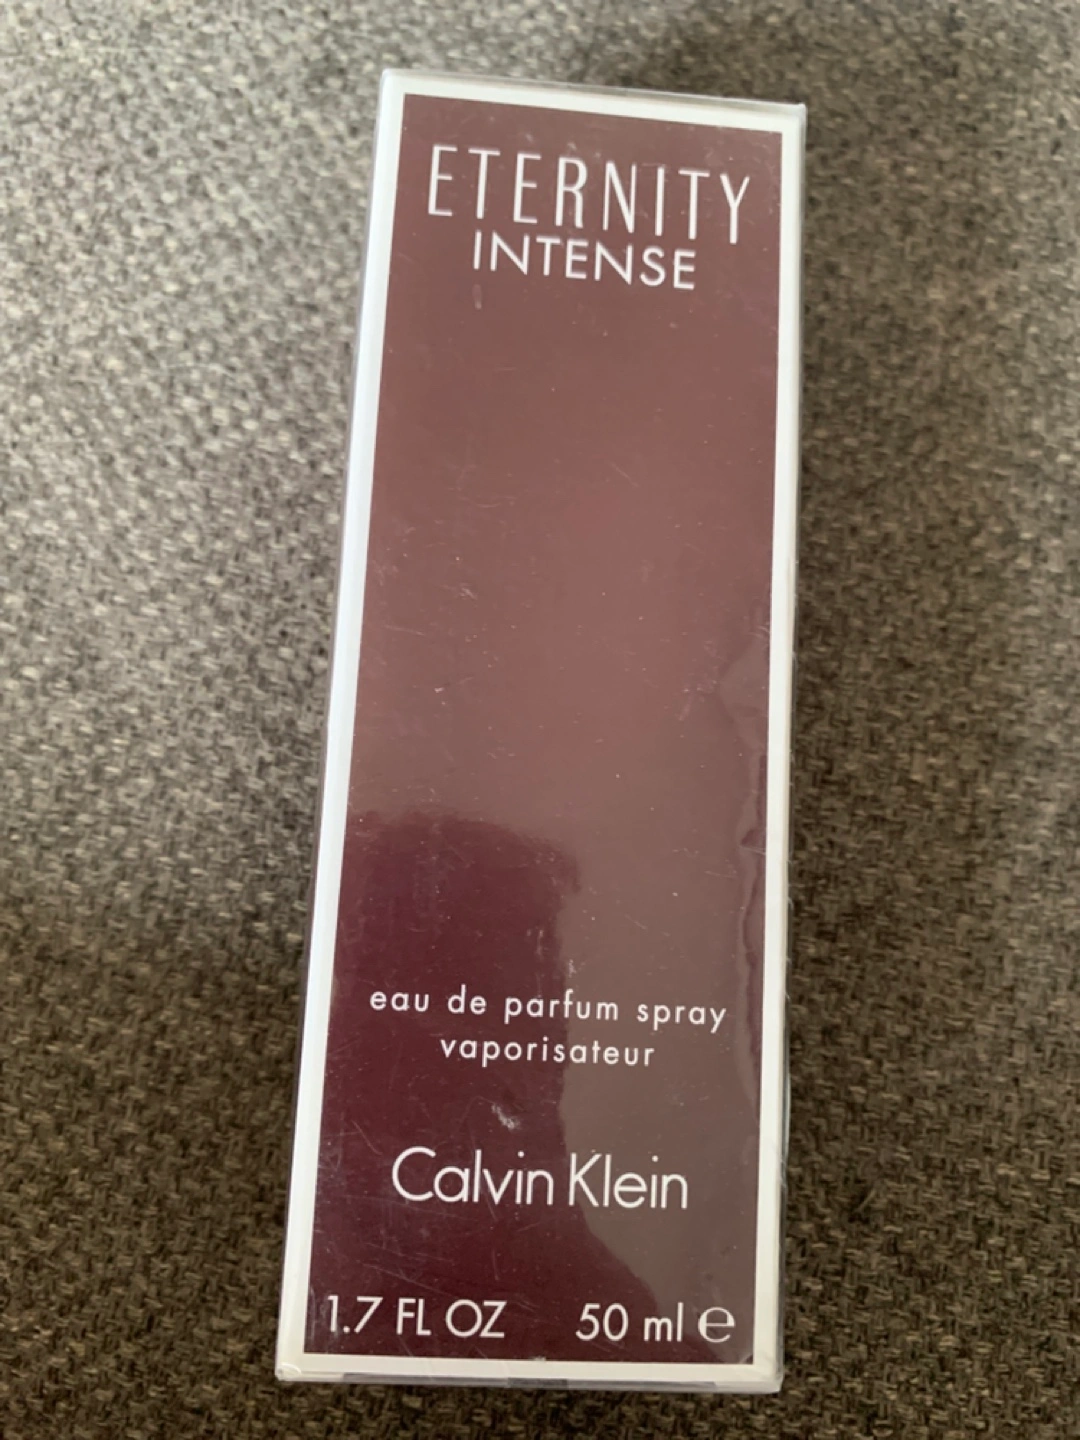 ETERNITY
INTENSE
eau de parfum spray
vaporisateur
Calvin Klein
1.7 FL OZ 50 ml ℮